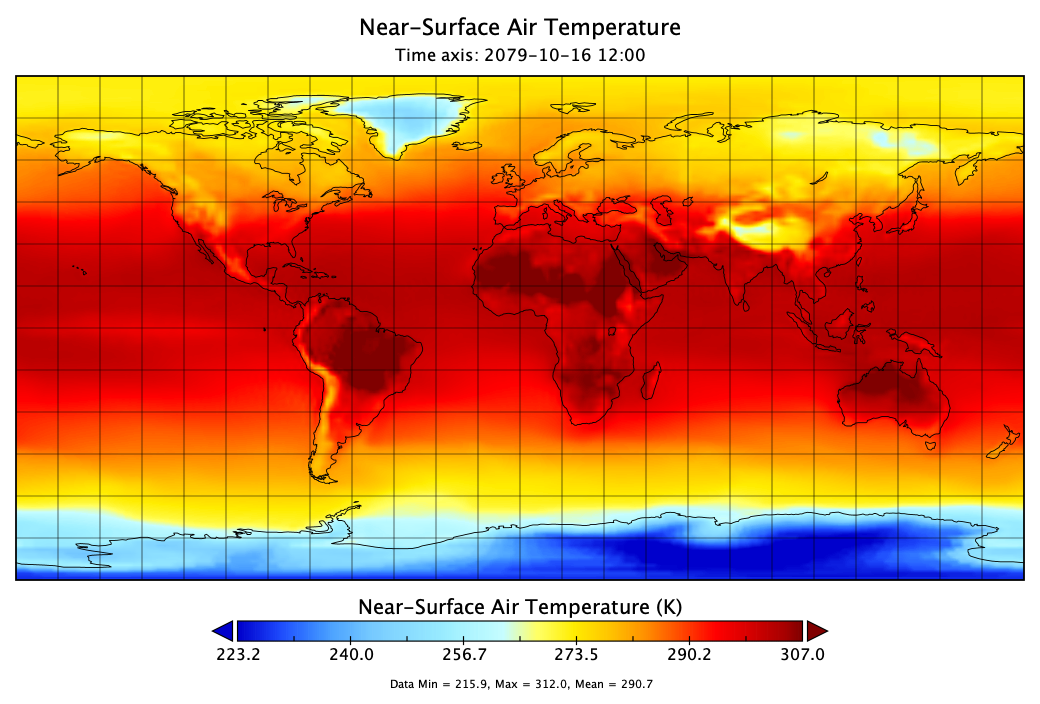 Near-Surface Air Temperature
Time axis: 2079-10-16 12:00
Near-Surface Air Temperature (K)
223.2 240.0 256.7 273.5 290.2 307.0
Data Min = 215.9, Max = 312.0, Mean = 290.7